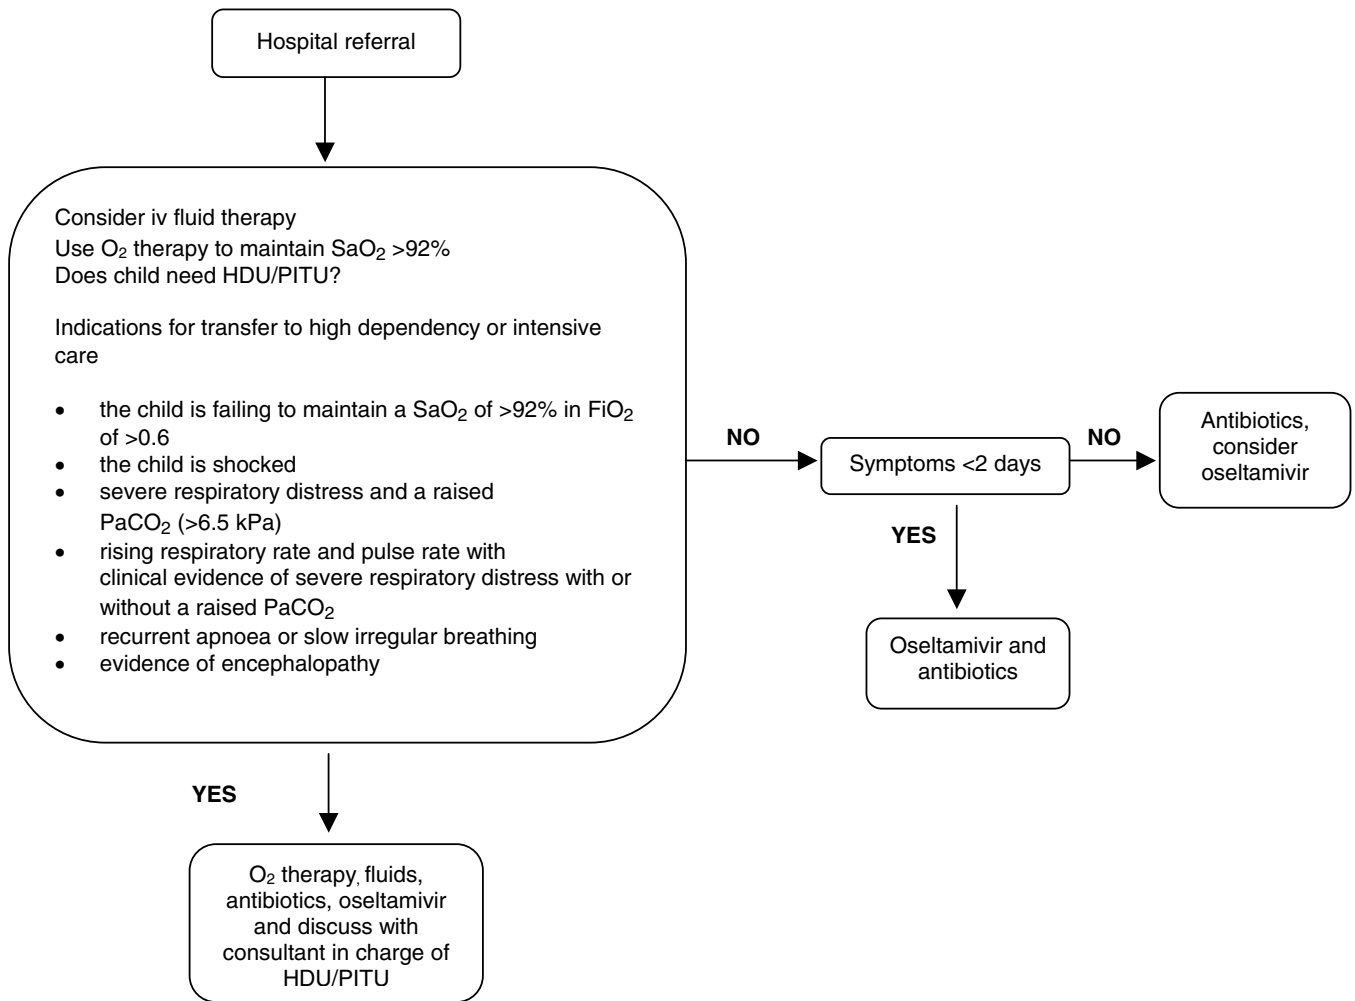 Hospital referral
Consider iv fluid therapy
Use O₂ therapy to maintain SaO₂ >92%
Does child need HDU/PITU?
Indications for transfer to high dependency or intensive
care
• the child is failing to maintain a SaO₂ of >92% in FiO₂
of >0.6
• the child is shocked
• severe respiratory distress and a raised
PaCO₂ (>6.5 kPa)
• rising respiratory rate and pulse rate with
clinical evidence of severe respiratory distress with or
without a raised PaCO₂
• recurrent apnoea or slow irregular breathing
• evidence of encephalopathy
NO
Symptoms <2 days
NO
Antibiotics,
consider
oseltamivir
YES
Oseltamivir and
antibiotics
YES
O₂ therapy, fluids,
antibiotics, oseltamivir
and discuss with
consultant in charge of
HDU/PITU